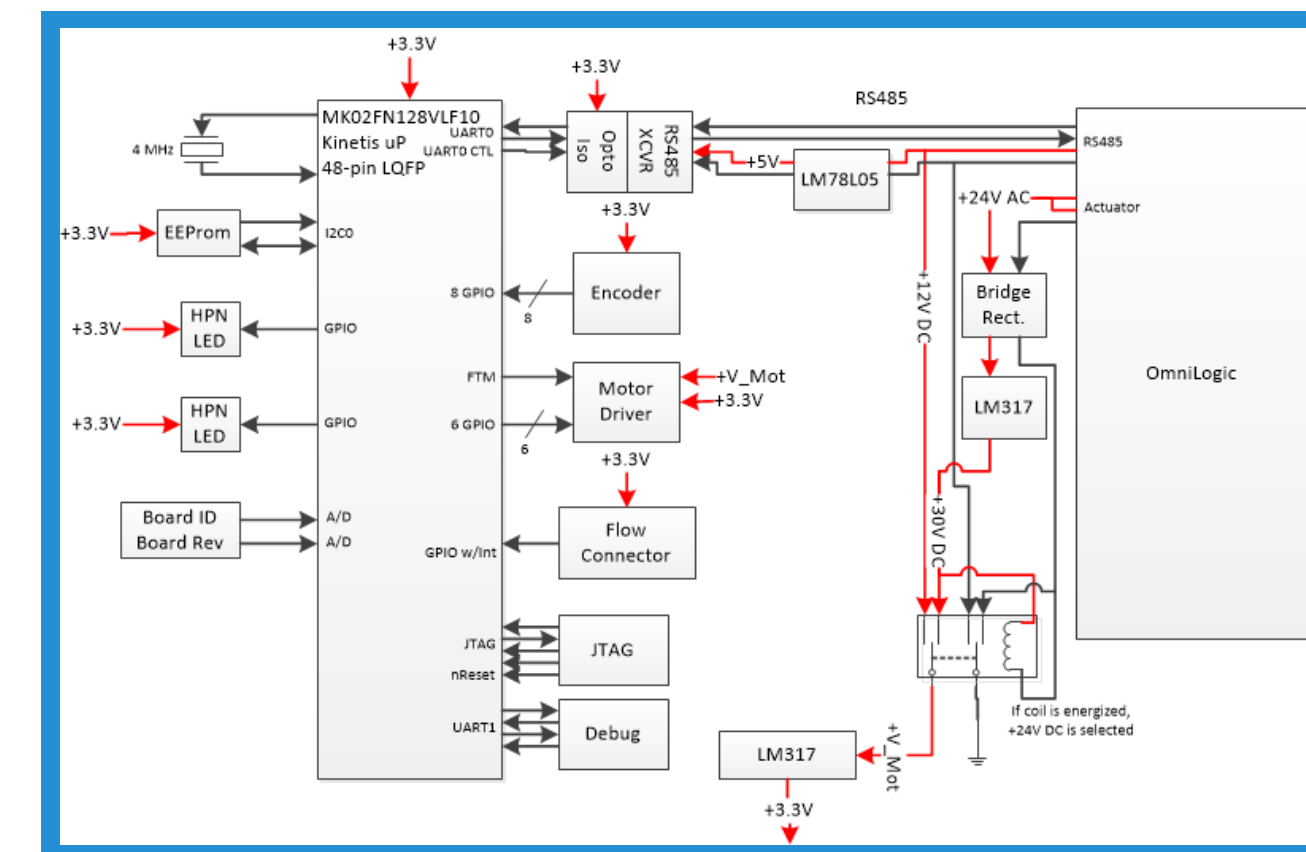 +3.3V
+3.3V
RS485
MK02FN128VLF10
Kinetis uP
48-pin LQFP
UART0
UART0 CTL
4 MHz
Opto
Iso
RS485
XCVR
+5V
LM78L05
RS485
+24V AC
Actuator
+3.3V
EEProm
I2C0
+3.3V
8 GPIO
8
Encoder
+12V DC
Bridge
Rect.
+3.3V
HPN
LED
GPIO
FTM
Motor
Driver
+V_Mot
+3.3V
LM317
OmniLogic
+3.3V
HPN
LED
GPIO
6 GPIO
6
+3.3V
+30V DC
Board ID
Board Rev
A/D
A/D
GPIO w/Int
Flow
Connector
JTAG
nReset
JTAG
UART1
Debug
If coil is energized,
+24V DC is selected
LM317
+V_Mot
+3.3V